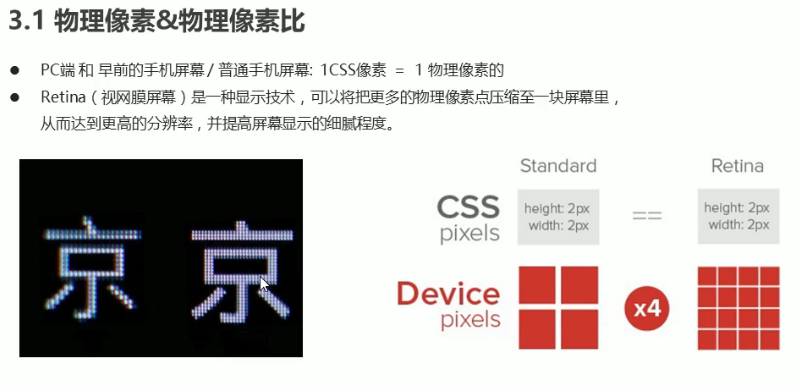 3.1 物理像素&物理像素比
● PC端 和 早前的手机屏幕 / 普通手机屏幕: 1CSS像素 = 1 物理像素的
● Retina（视网膜屏幕）是一种显示技术，可以将把更多的物理像素点压缩至一块屏幕里，
从而达到更高的分辨率，并提高屏幕显示的细腻程度。
京 京
Standard Retina
CSS
pixels
height: 2px
width: 2px
==
height: 2px
width: 2px
Device
pixels
x4